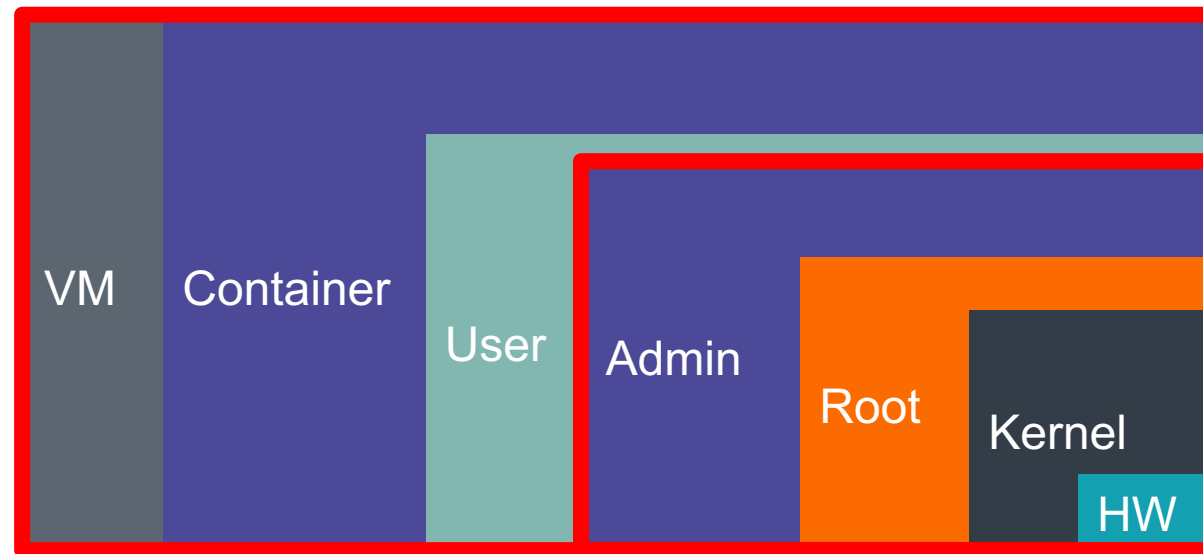 VM
Container
User
Admin
Root
Kernel
HW